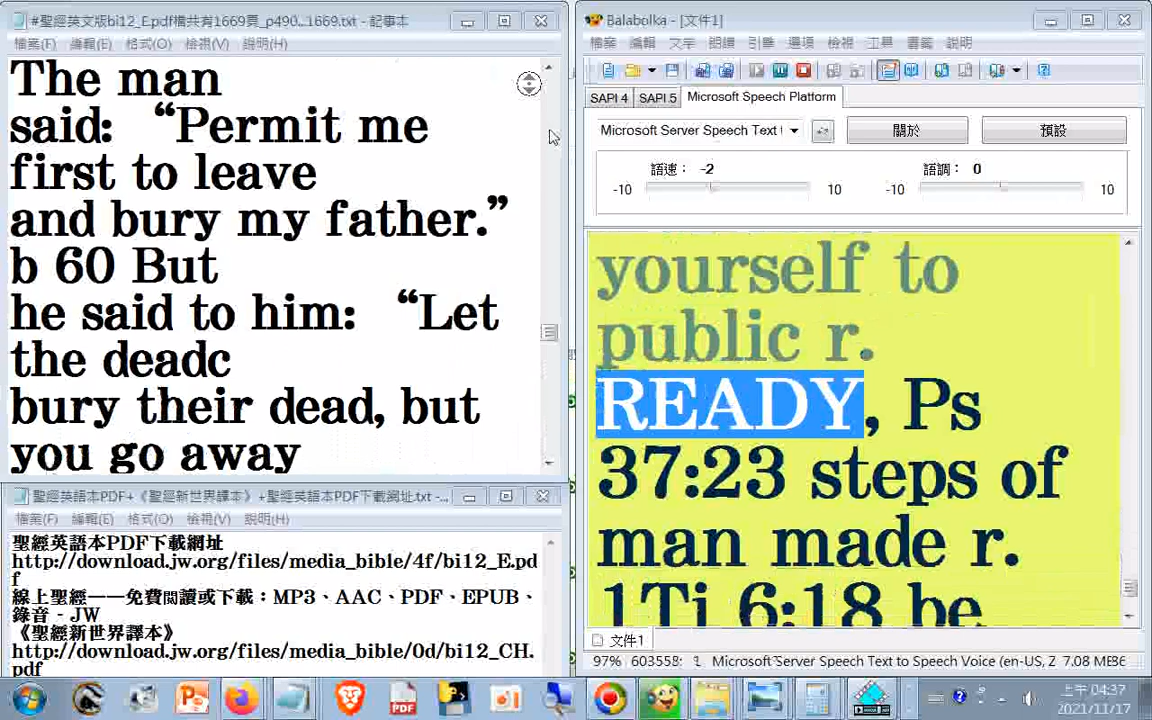 #聖經英文版bi12_E.pdf檔共有1669頁_p490...1669.txt - 記事本
檔案(F) 編輯(E) 格式(O) 檢視(V) 說明(H)
The man
said: “Permit me
first to leave
and bury my father.”
b 60 But
he said to him: “Let
the deadc
bury their dead, but
you go away
聖經英語本PDF+《聖經新世界譯本》+聖經英語本PDF下載網址.txt -...
檔案(F) 編輯(E) 格式(O) 檢視(V) 說明(H)
聖經英語本PDF下載網址
http://download.jw.org/files/media_bible/4f/bi12_E.pd
f
線上聖經——免費閱讀或下載：MP3、AAC、PDF、EPUB、
錄音 - JW
《聖經新世界譯本》
http://download.jw.org/files/media_bible/0d/bi12_CH.
pdf
Balabolka - [文件1]
檔案 編輯 文字 朗讀 引擎 選項 檢視 工具 書籤 說明
SAPI 4 SAPI 5 Microsoft Speech Platform
Microsoft Server Speech Text 關於 預設
語速： -2 語調： 0
-10 10 -10 10
yourself to
public r.
READY, Ps
37:23 steps of
man made r.
1Ti 6:18 be
文件1
97% 603558: Microsoft Server Speech Text to Speech Voice (en-US, Z 7.08 MB
上午 04:37
2021/11/17